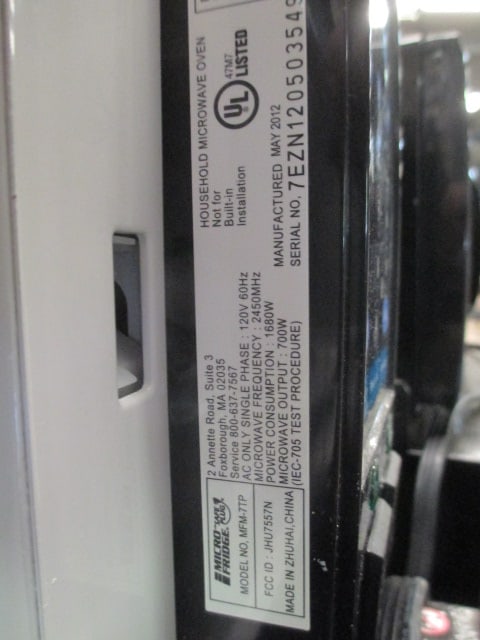 MICRO
FRIDGE
MODEL NO, MFM-7TP
FCC ID : JHU7557N
MADE IN ZHUHAI,CHINA
2 Annette Road, Suite 3
Foxborough, MA 02035
Service 800-637-7567
AC ONLY SINGLE PHASE : 120V 60Hz
MICROWAVE FREQUENCY : 2450MHz
POWER CONSUMPTION : 1680W
MICROWAVE OUTPUT : 700W
(IEC-705 TEST PROCEDURE)
HOUSEHOLD MICROWAVE OVEN
Not for
Built-in
Installation
UL LISTED
47M7
MANUFACTURED MAY 2012
SERIAL NO, 7EZN120503549